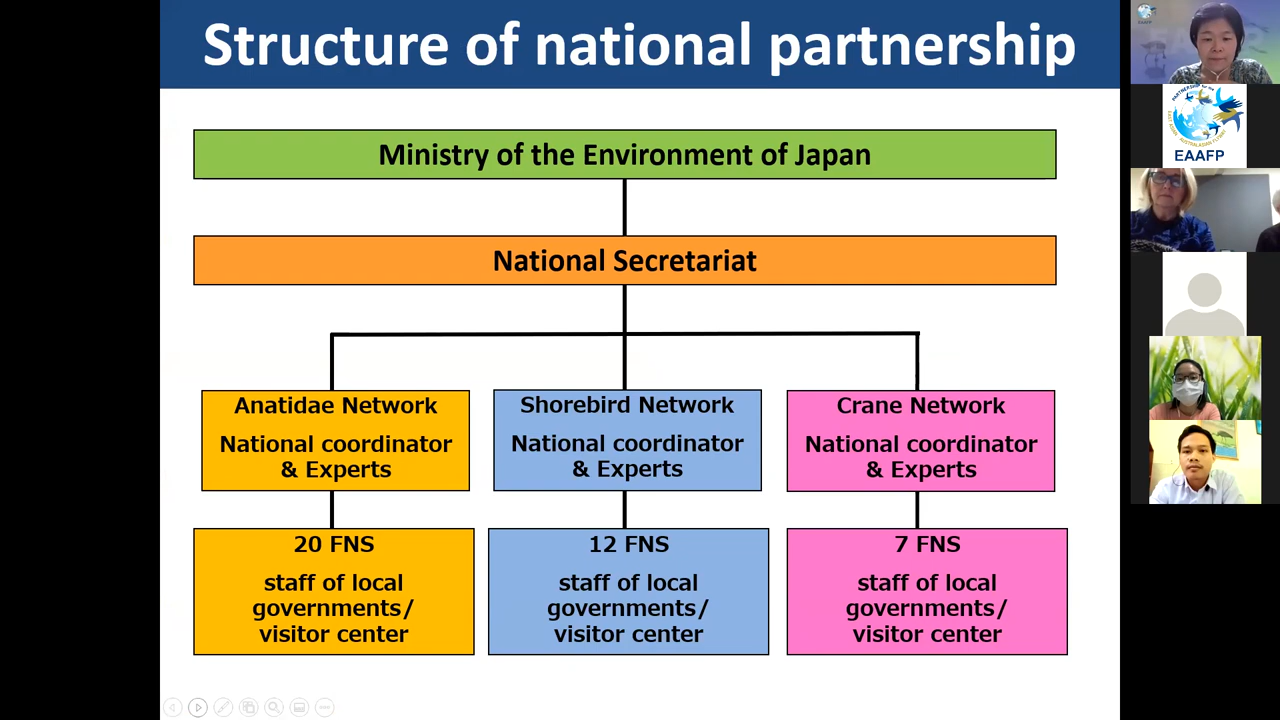 Structure of national partnership
Ministry of the Environment of Japan
National Secretariat
Anatidae Network
National coordinator
& Experts
Shorebird Network
National coordinator
& Experts
Crane Network
National coordinator
& Experts
20 FNS
staff of local
governments/
visitor center
12 FNS
staff of local
governments/
visitor center
7 FNS
staff of local
governments/
visitor center
EAAFP